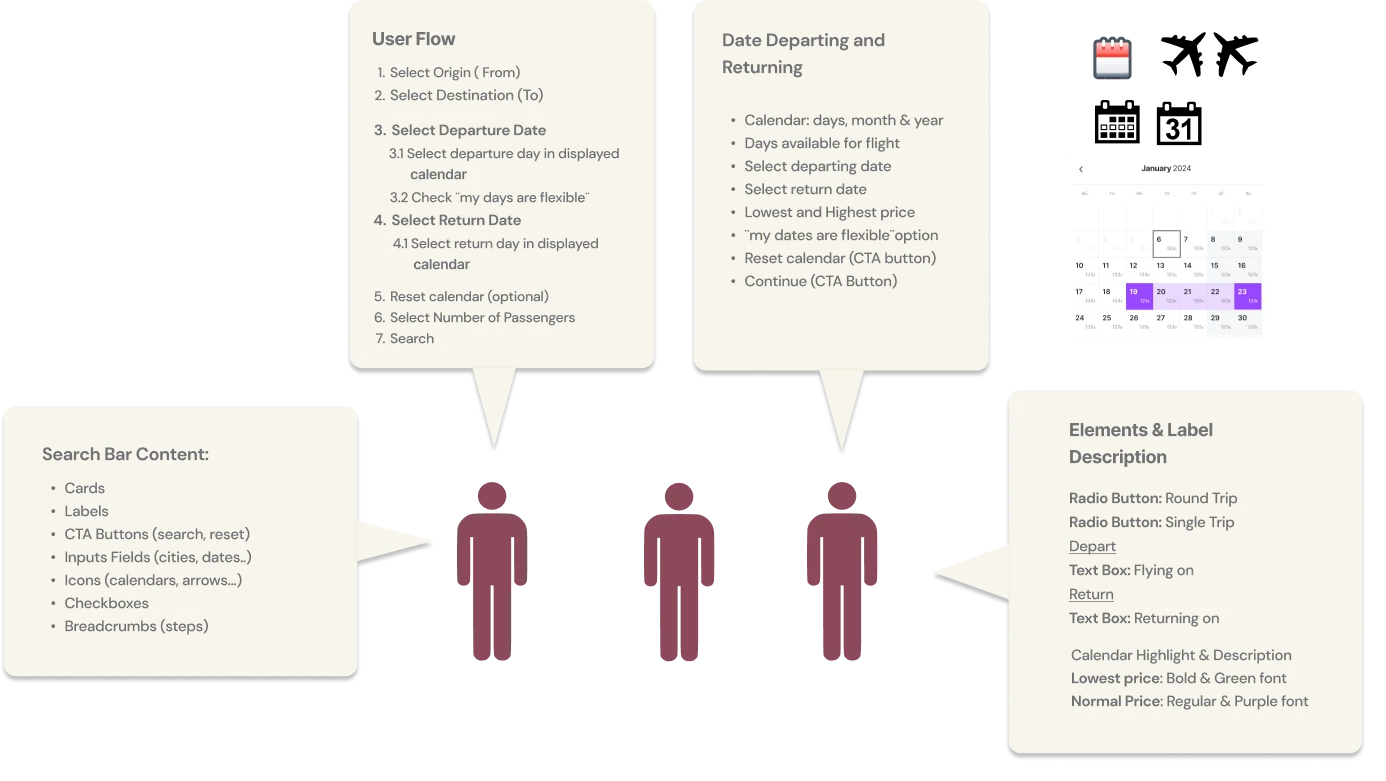 User Flow
1. Select Origin ( From)
2. Select Destination (To)
3. Select Departure Date
3.1 Select departure day in displayed
calendar
3.2 Check ¨my days are flexible¨
4. Select Return Date
4.1 Select return day in displayed
calendar
5. Reset calendar (optional)
6. Select Number of Passengers
7. Search
Date Departing and
Returning
• Calendar: days, month & year
• Days available for flight
• Select departing date
• Select return date
• Lowest and Highest price
• ¨my dates are flexible¨option
• Reset calendar (CTA button)
• Continue (CTA Button)
31
January 2024
6 7 8 9
10 11 12 13 14 15 16
17 18 19 20 21 22 23
24 25 26 27 28 29 30
Search Bar Content:
• Cards
• Labels
• CTA Buttons (search, reset)
• Inputs Fields (cities, dates..)
• Icons (calendars, arrows...)
• Checkboxes
• Breadcrumbs (steps)
Elements & Label
Description
Radio Button: Round Trip
Radio Button: Single Trip
Depart
Text Box: Flying on
Return
Text Box: Returning on
Calendar Highlight & Description
Lowest price: Bold & Green font
Normal Price: Regular & Purple font